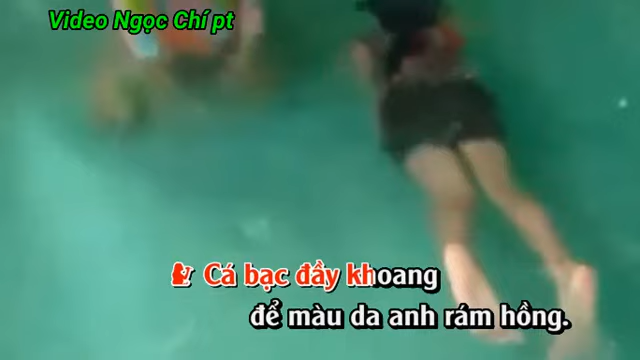 Video Ngọc Chí pt
Cá bạc đầy khoang
để màu da anh rám hồng.